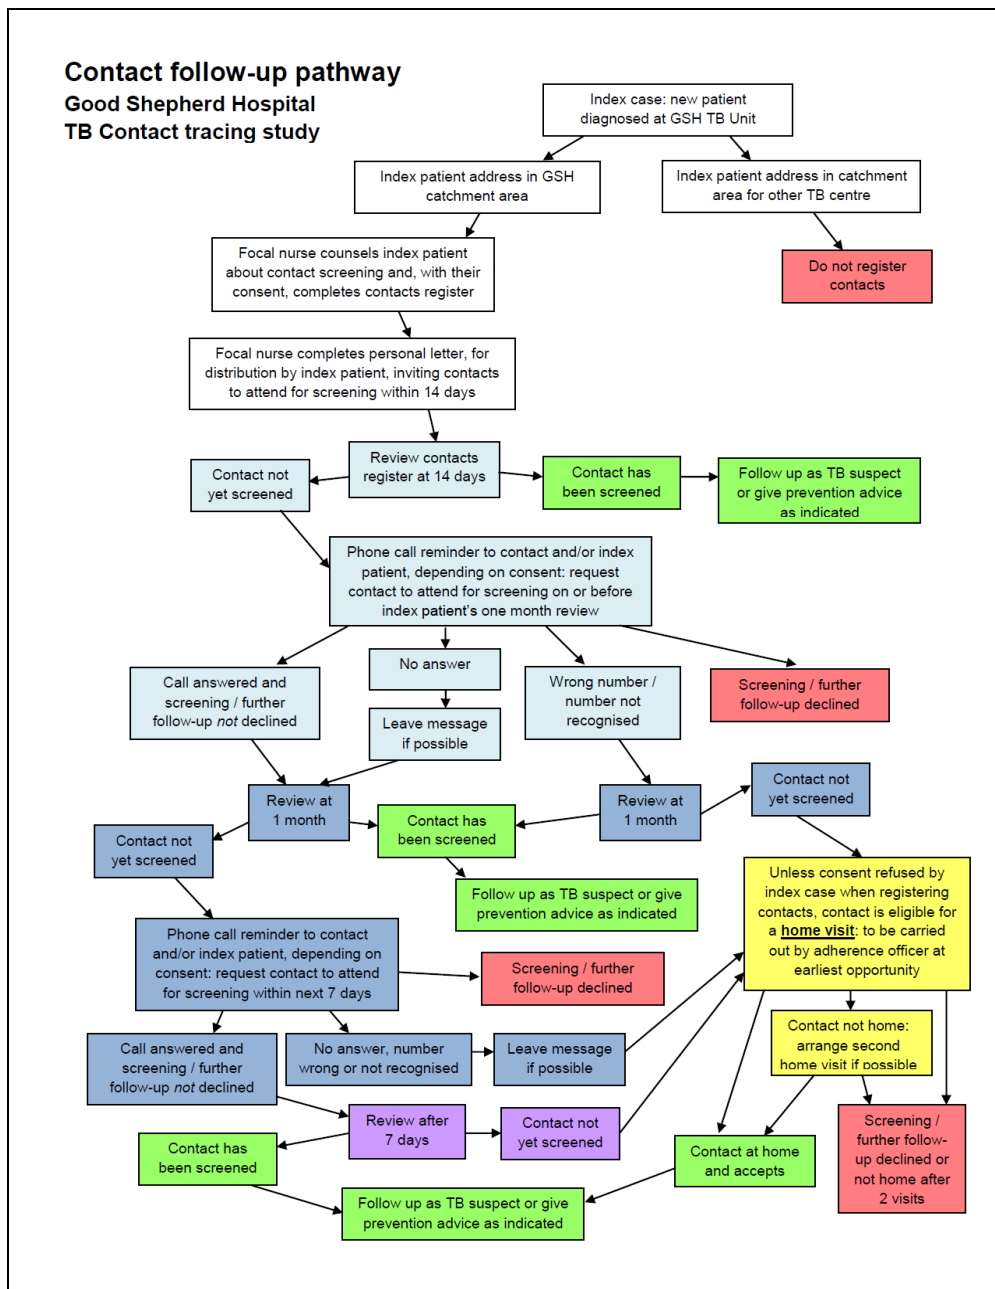 Contact follow-up pathway
Good Shepherd Hospital
TB Contact tracing study
Index case: new patient
diagnosed at GSH TB Unit
Index patient address in GSH
catchment area
Index patient address in catchment
area for other TB centre
Focal nurse counsels index patient
about contact screening and, with their
consent, completes contacts register
Do not register
contacts
Focal nurse completes personal letter, for
distribution by index patient, inviting contacts
to attend for screening within 14 days
Contact not
yet screened
Review contacts
register at 14 days
Contact has
been screened
Follow up as TB suspect
or give prevention advice
as indicated
Phone call reminder to contact and/or index
patient, depending on consent: request
contact to attend for screening on or before
index patient's one month review
Call answered and
screening / further
follow-up not declined
No answer
Leave message
if possible
Wrong number /
number not
recognised
Screening / further
follow-up declined
Review at
1 month
Contact has
been screened
Review at
1 month
Contact not
yet screened
Contact not
yet screened
Follow up as TB suspect or give
prevention advice as indicated
Unless consent refused by
index case when registering
contacts, contact is eligible for
a home visit: to be carried
out by adherence officer at
earliest opportunity
Phone call reminder to contact
and/or index patient, depending on
consent: request contact to attend
for screening within next 7 days
Screening / further
follow-up declined
Call answered and
screening / further
follow-up not declined
No answer, number
wrong or not recognised
Leave message
if possible
Contact not home:
arrange second
home visit if possible
Review after
7 days
Contact not
yet screened
Contact has
been screened
Contact at home
and accepts
Screening /
further follow-
up declined or
not home after
2 visits
Follow up as TB suspect or give
prevention advice as indicated